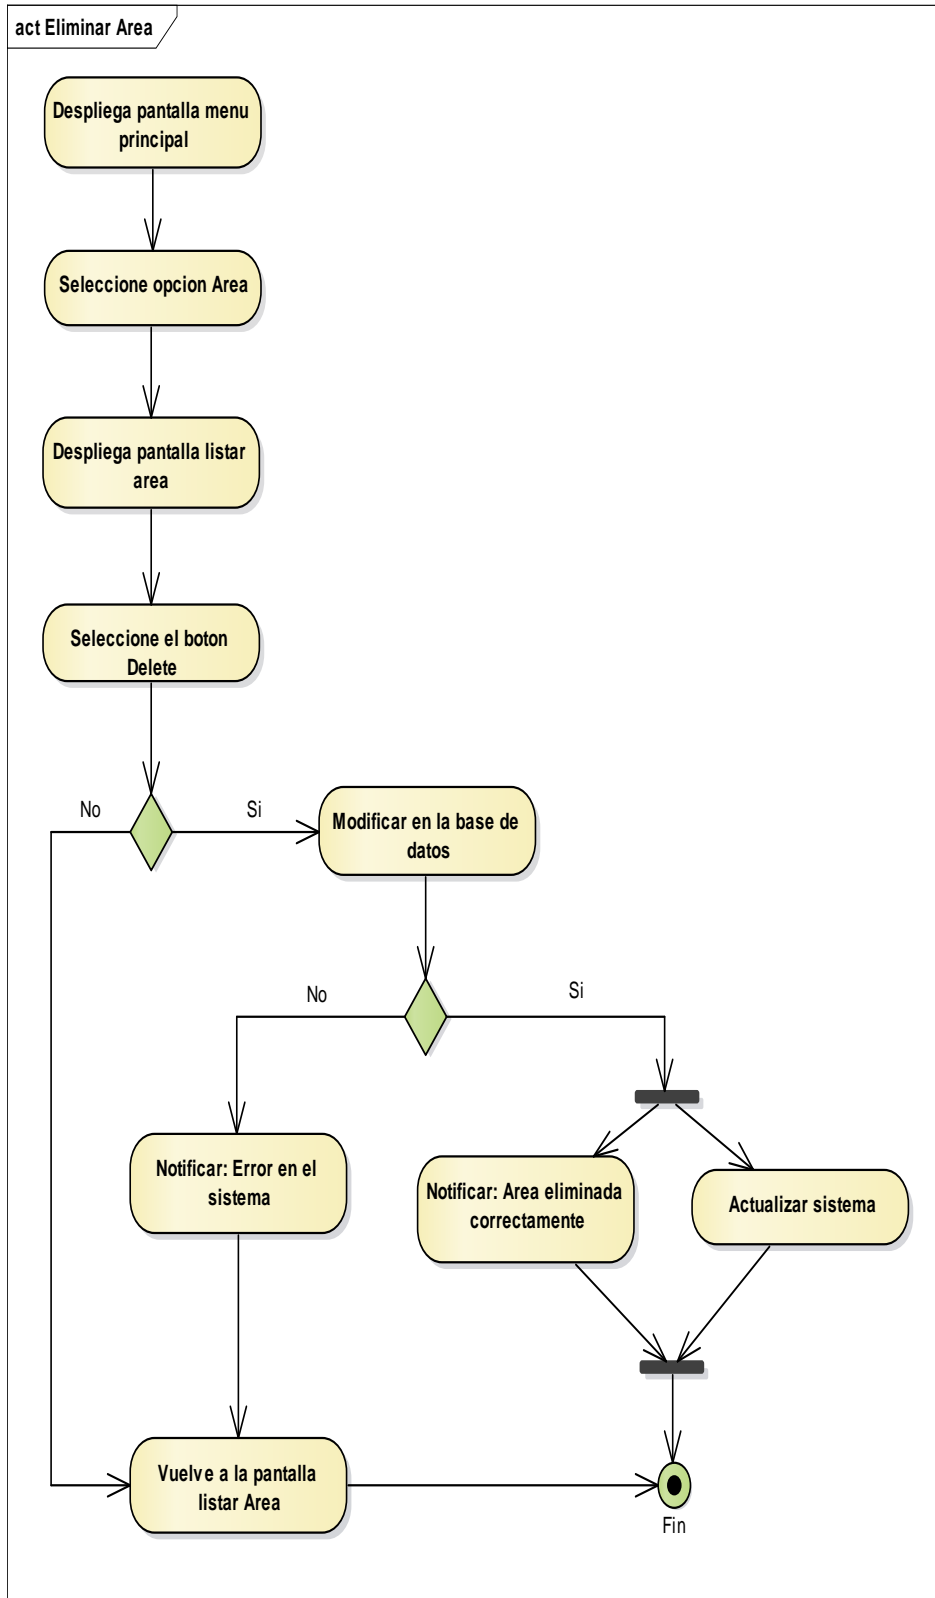 act Eliminar Area
Despliega pantalla menu
principal
Seleccione opcion Area
Despliega pantalla listar
area
Seleccione el boton
Delete
No
Si
Modificar en la base de
datos
No
Si
Notificar: Error en el
sistema
Notificar: Area eliminada
correctamente
Actualizar sistema
Vuelve a la pantalla
listar Area
Fin